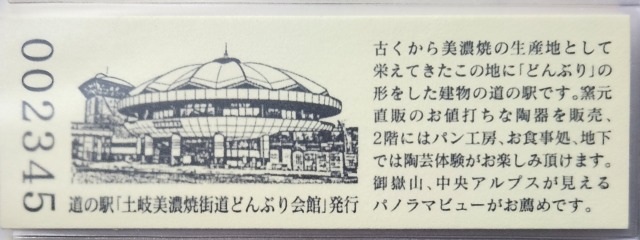 002345
道の駅「土岐美濃焼街道どんぶり会館」発行
古くから美濃焼の生産地として
栄えてきたこの地に「どんぶり」の
形をした建物の道の駅です。窯元
直販のお値打ちな陶器を販売、
2階にはパン工房、お食事処、地下
では陶芸体験がお楽しみ頂けます。
御嶽山、中央アルプスが見える
パノラマビューがお薦めです。